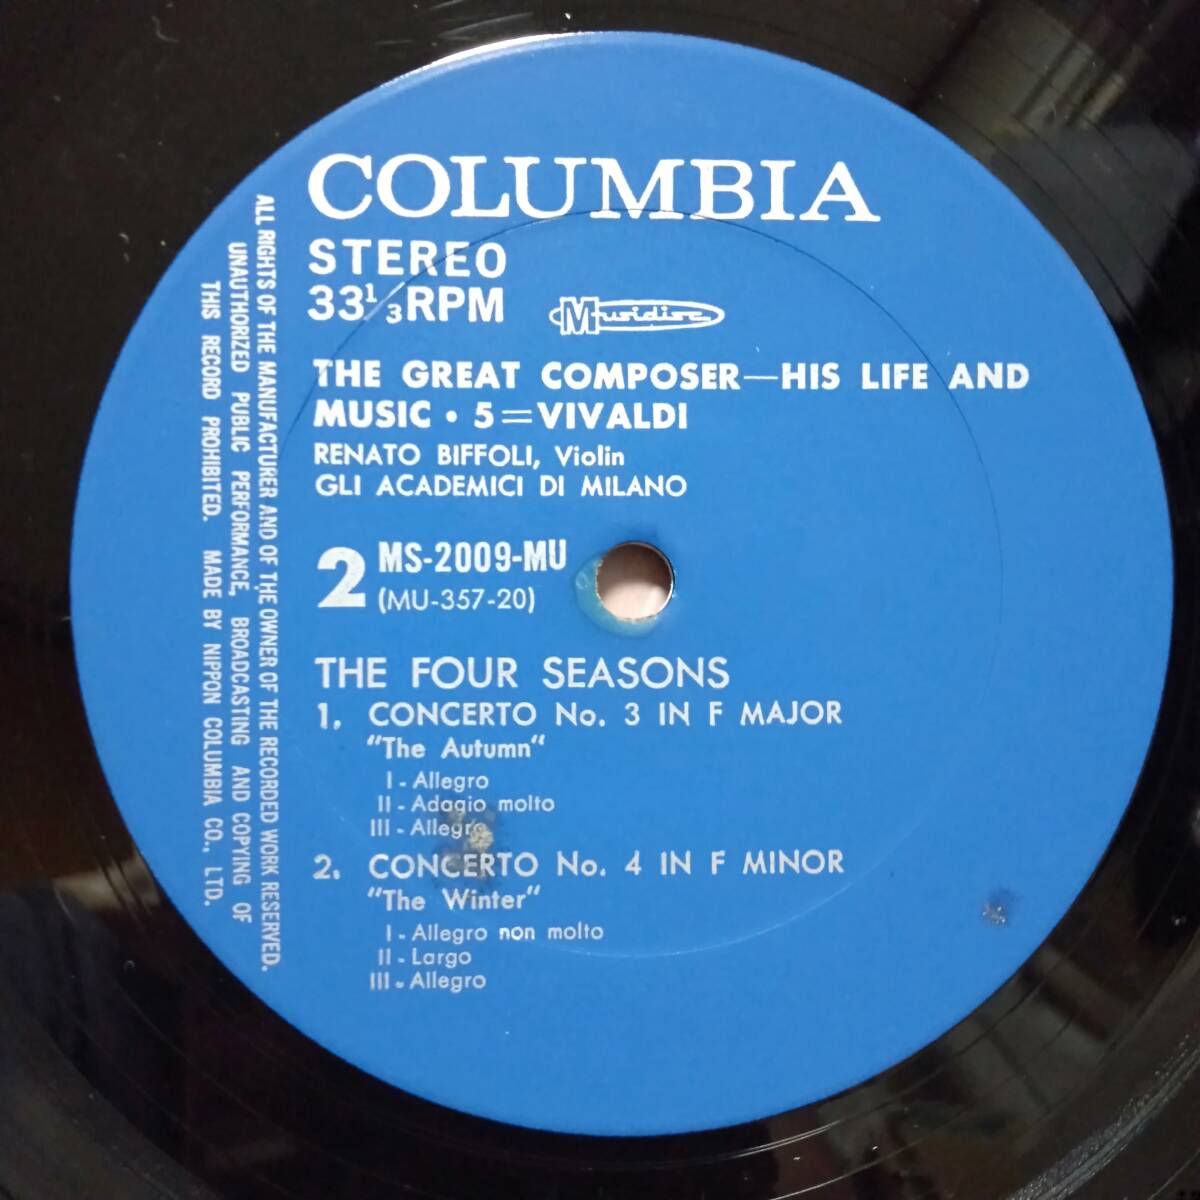 COLUMBIA
STEREO
33 1/3 RPM
Musidisc
THE GREAT COMPOSER—HIS LIFE AND
MUSIC • 5=VIVALDI
RENATO BIFFOLI, Violin
GLI ACADEMICI DI MILANO
2 MS-2009-MU
(MU-357-20)
THE FOUR SEASONS
1. CONCERTO No. 3 IN F MAJOR
"The Autumn"
I - Allegro
II - Adagio molto
III - Allegro
2. CONCERTO No. 4 IN F MINOR
"The Winter"
I - Allegro non molto
II - Largo
III - Allegro
ALL RIGHTS OF THE MANUFACTURER AND OF THE OWNER OF THE RECORDED WORK RESERVED.
UNAUTHORIZED PUBLIC PERFORMANCE, BROADCASTING AND COPYING OF
THIS RECORD PROHIBITED. MADE BY NIPPON COLUMBIA CO., LTD.